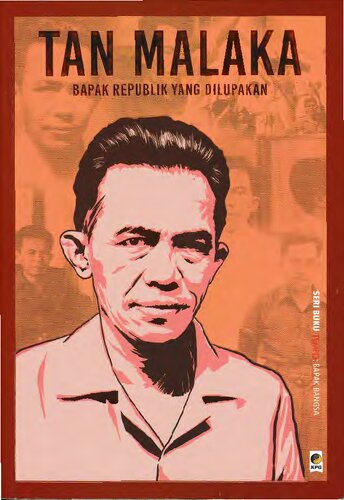 TAN MALAKA
BAPAK REPUBLIK YANG DILUPAKAN
SERI BUKU TEMPO: BAPAK BANGSA
KPG